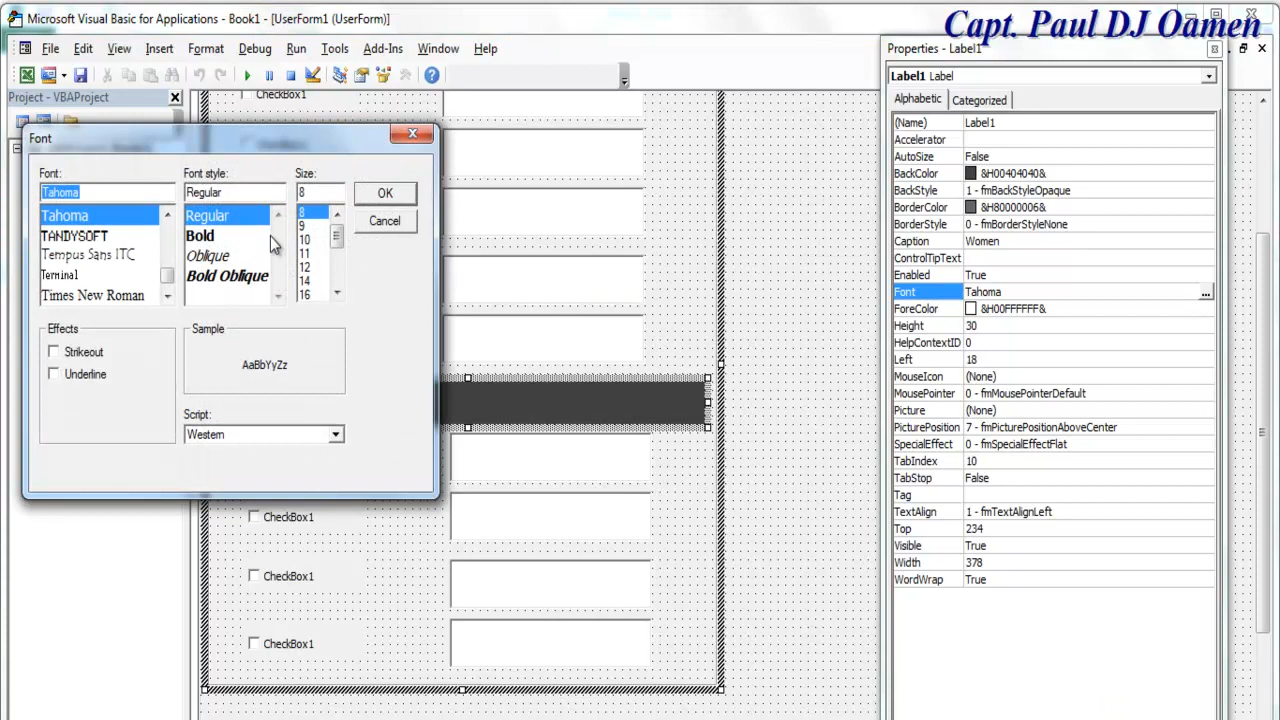 Microsoft Visual Basic for Applications - Book1 - [UserForm1 (UserForm)]
Capt. Paul DJ Oamen
File Edit View Insert Format Debug Run Tools Add-Ins Window Help
Project - VBAProject
CheckBox1
Font
Font:
Tahoma
Tahoma
TANDYSOFT
Tempus Sans ITC
Terminal
Times New Roman
Font style:
Regular
Regular
Bold
Oblique
Bold Oblique
Size:
8
8
9
10
11
12
14
16
OK
Cancel
Effects
Strikeout
Underline
Sample
AaBbYyZz
Script:
Western
CheckBox1
CheckBox1
CheckBox1
Properties - Label1
Label1 Label
Alphabetic Categorized
(Name) Label1
Accelerator
AutoSize False
BackColor &H00404040&
BackStyle 1 - fmBackStyleOpaque
BorderColor &H80000006&
BorderStyle 0 - fmBorderStyleNone
Caption Women
ControlTipText
Enabled True
Font Tahoma ...
ForeColor &H00FFFFFF&
Height 30
HelpContextID 0
Left 18
MouseIcon (None)
MousePointer 0 - fmMousePointerDefault
Picture (None)
PicturePosition 7 - fmPicturePositionAboveCenter
SpecialEffect 0 - fmSpecialEffectFlat
TabIndex 10
TabStop False
Tag
TextAlign 1 - fmTextAlignLeft
Top 234
Visible True
Width 378
WordWrap True